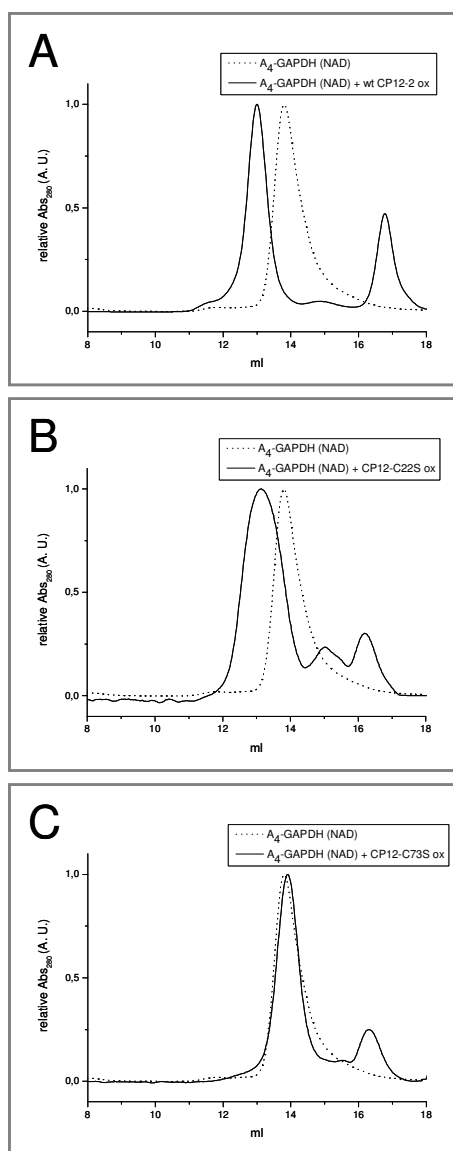 A
A4-GAPDH (NAD)
A4-GAPDH (NAD) + wt CP12-2 ox
relative Abs280 (A. U.)
1,0
0,5
0,0
8 10 12 14 16 18
ml
B
A4-GAPDH (NAD)
A4-GAPDH (NAD) + CP12-C22S ox
relative Abs280 (A. U.)
1,0
0,5
0,0
8 10 12 14 16 18
ml
C
A4-GAPDH (NAD)
A4-GAPDH (NAD) + CP12-C73S ox
relative Abs280 (A. U.)
1,0
0,5
0,0
8 10 12 14 16 18
ml